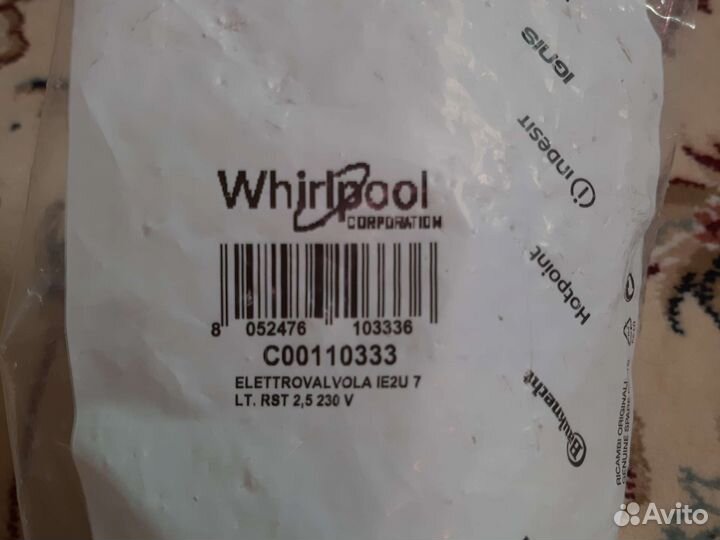 Whirlpool
CORPORATION
8 052476 103336
C00110333
ELETTROVALVOLA IE2U 7
LT. RST 2,5 230 V
IGNIS
indesit
Hotpoint
Bauknecht
RICAMBI ORIGINALI
GENUINE SPARE
Avito